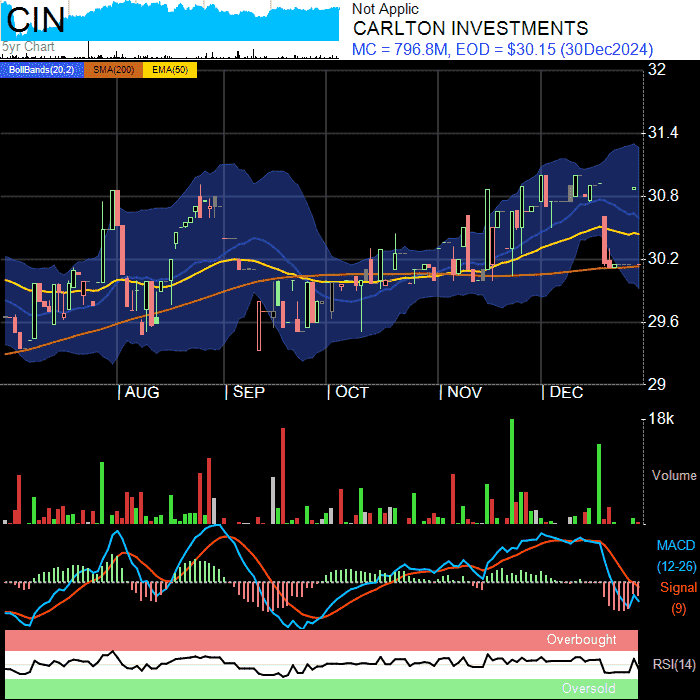 CIN
5yr Chart
Not Applic
CARLTON INVESTMENTS
MC = 796.8M, EOD = $30.15 (30Dec2024)
BollBands(20,2) SMA(200) EMA(50)
32
31.4
30.8
30.2
29.6
29
AUG SEP OCT NOV DEC
18k
Volume
MACD
(12-26)
Signal
(9)
Overbought
RSI(14)
Oversold